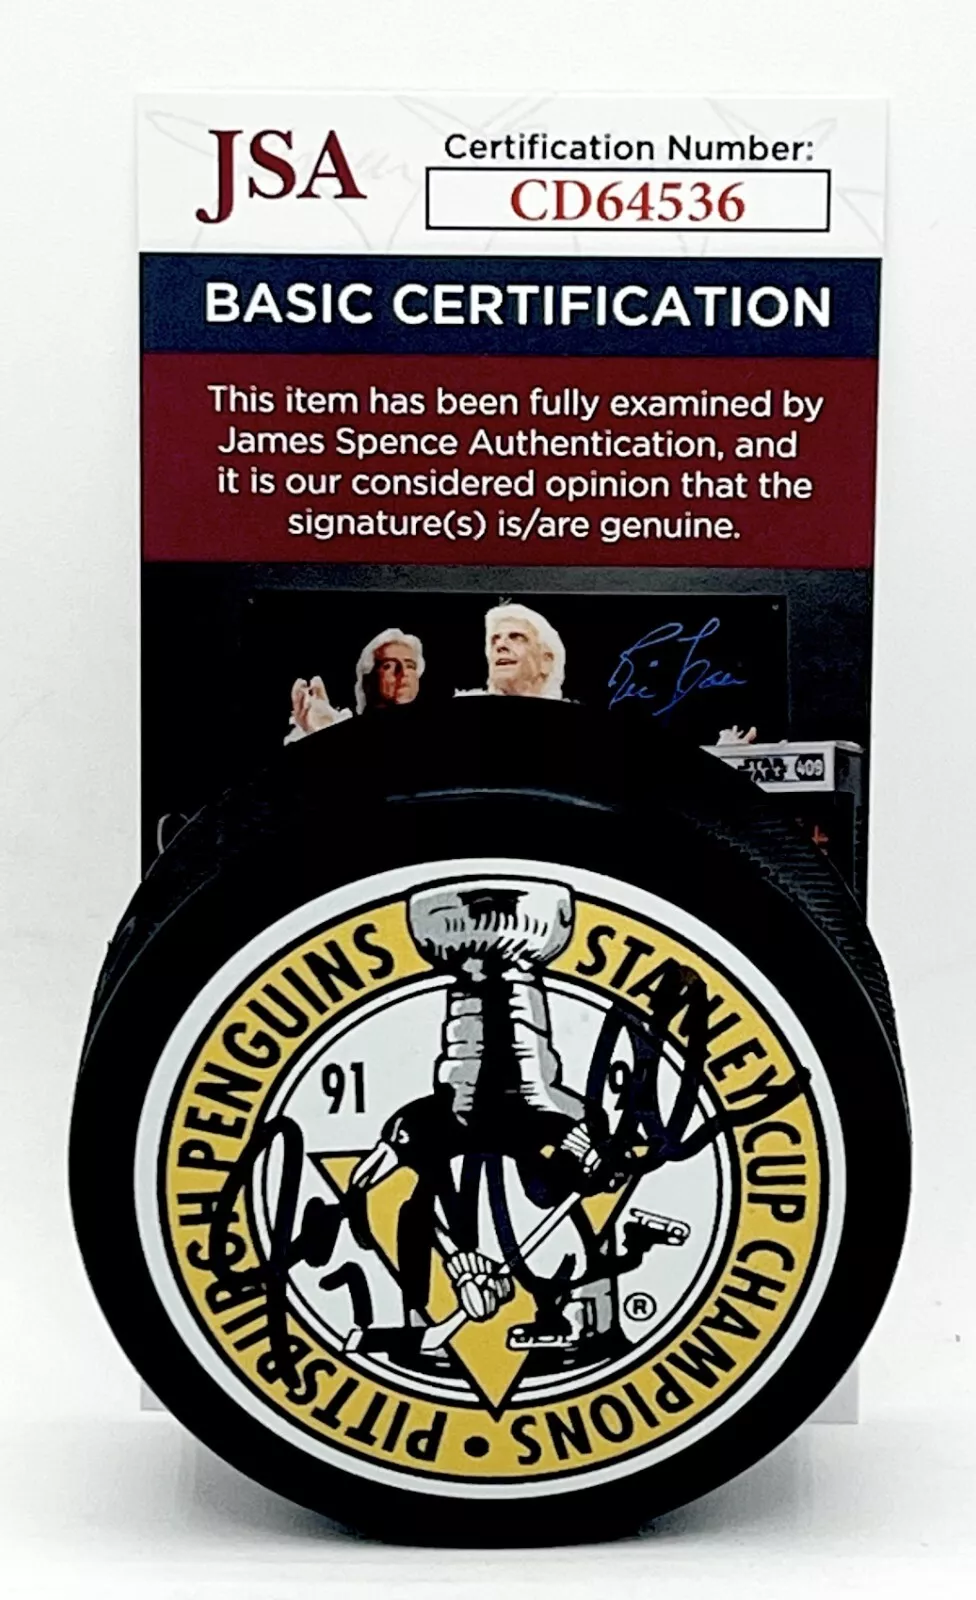 JSA
Certification Number:
CD64536
BASIC CERTIFICATION
This item has been fully examined by
James Spence Authentication, and
it is our considered opinion that the
signature(s) is/are genuine.
409
PITTSBURGH PENGUINS
STANLEY CUP CHAMPIONS •
91
®